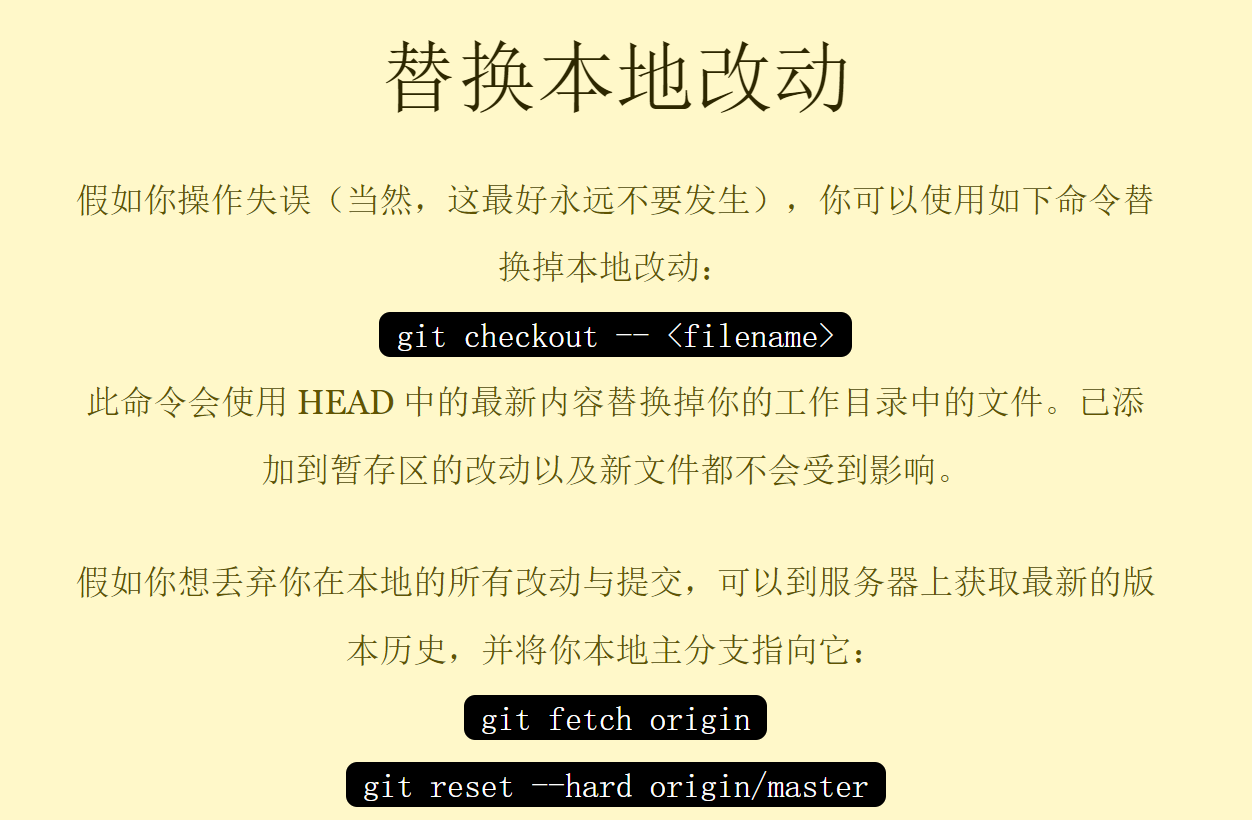 替换本地改动
假如你操作失误（当然，这最好永远不要发生），你可以使用如下命令替
换掉本地改动：
git checkout -- <filename>
此命令会使用 HEAD 中的最新内容替换掉你的工作目录中的文件。已添
加到暂存区的改动以及新文件都不会受到影响。
假如你想丢弃你在本地的所有改动与提交，可以到服务器上获取最新的版
本历史，并将你本地主分支指向它：
git fetch origin
git reset --hard origin/master